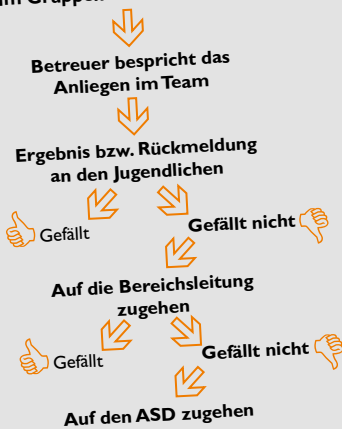 Betreuer bespricht das
Anliegen im Team
Ergebnis bzw. Rückmeldung
an den Jugendlichen
Gefällt
Gefällt nicht
Auf die Bereichsleitung
zugehen
Gefällt
Gefällt nicht
Auf den ASD zugehen